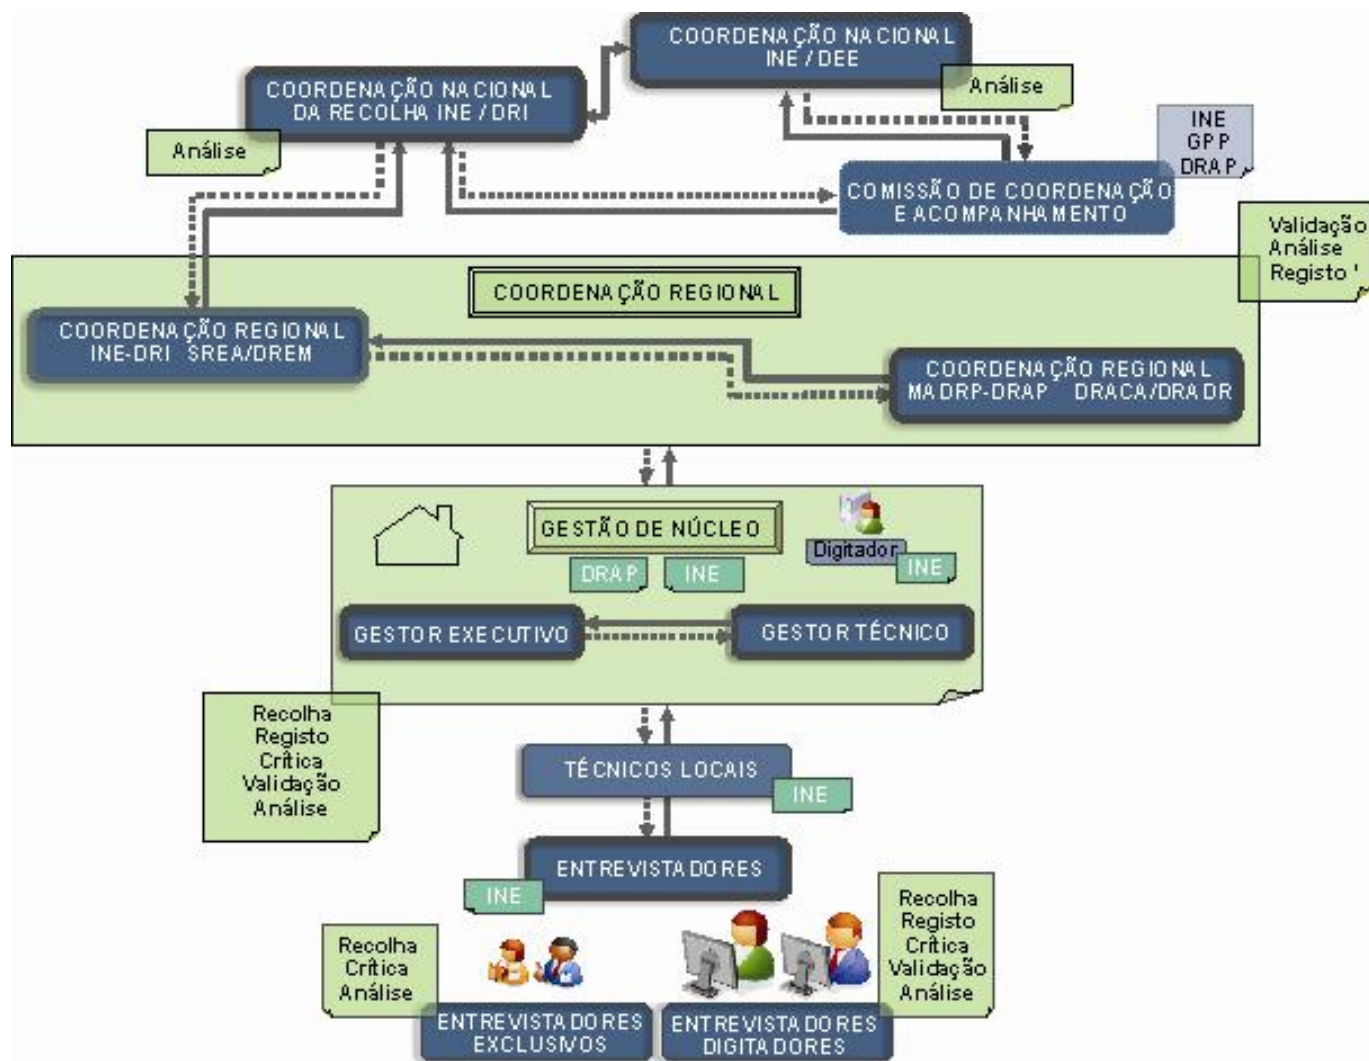 COORDENAÇÃO NACIONAL
INE / DEE
COORDENAÇÃO NACIONAL
DA RECOLHA INE / DRI
Análise
Análise
INE
GPP
DRAP
COMISSÃO DE COORDENAÇÃO
E ACOMPANHAMENTO
Validação
Análise
Registo '
COORDENAÇÃO REGIONAL
COORDENAÇÃO REGIONAL
INE-DRI SREA/DREM
COORDENAÇÃO REGIONAL
MADRP-DRAP DRACA/DRADR
GESTÃO DE NÚCLEO
Digitador
INE
DRAP
INE
GESTOR EXECUTIVO
GESTOR TÉCNICO
Recolha
Registo
Crítica
Validação
Análise
TÉCNICOS LOCAIS
INE
ENTREVISTADORES
INE
Recolha
Crítica
Análise
Recolha
Registo
Crítica
Validação
Análise
ENTREVISTADORES
EXCLUSIVOS
ENTREVISTADORES
DIGITADORES